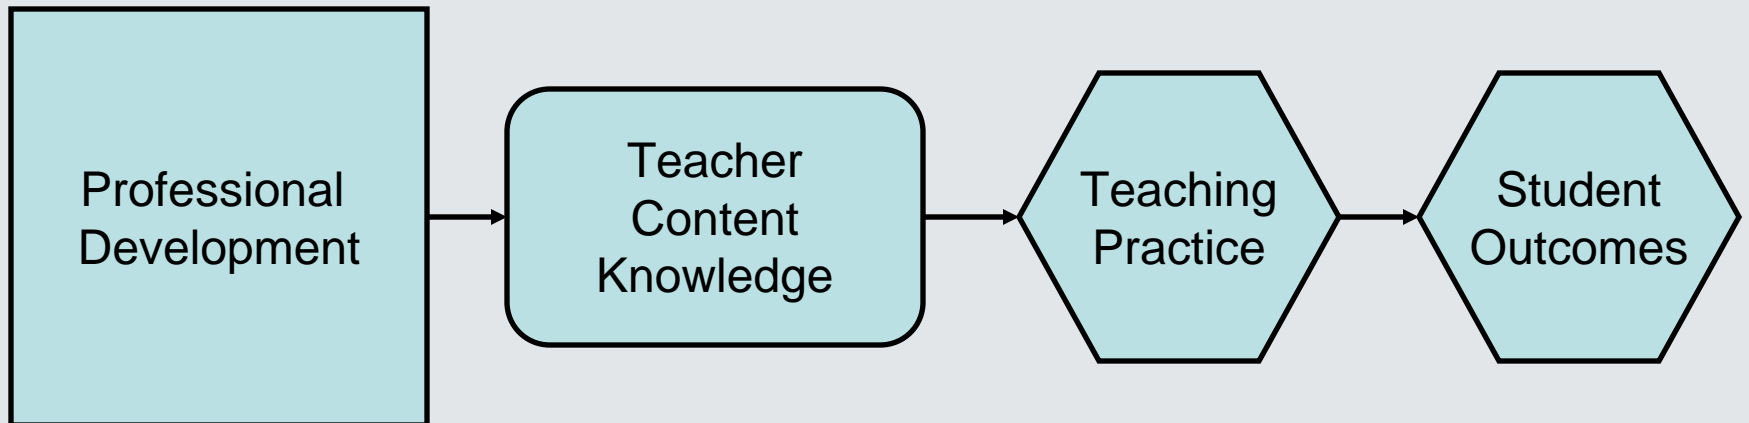 Professional
Development
Teacher
Content
Knowledge
Teaching
Practice
Student
Outcomes